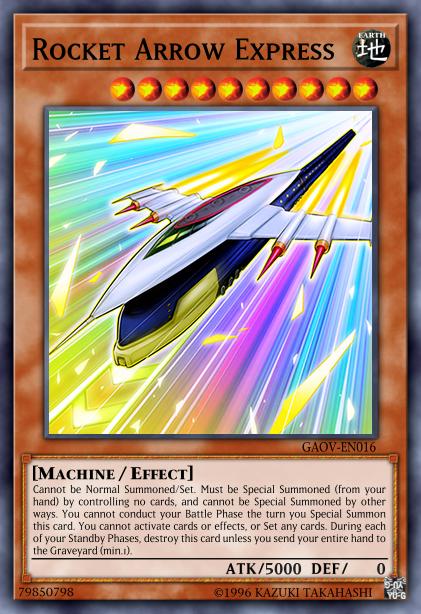 Rocket Arrow Express
EARTH
地
GAOV-EN016
[Machine / Effect]
Cannot be Normal Summoned/Set. Must be Special Summoned (from your
hand) by controlling no cards, and cannot be Special Summoned by other
ways. You cannot conduct your Battle Phase the turn you Special Summon
this card. You cannot activate cards or effects, or Set any cards. During each
of your Standby Phases, destroy this card unless you send your entire hand to
the Graveyard (min.1).
ATK/5000 DEF/ 0
79850798 ©1996 KAZUKI TAKAHASHI